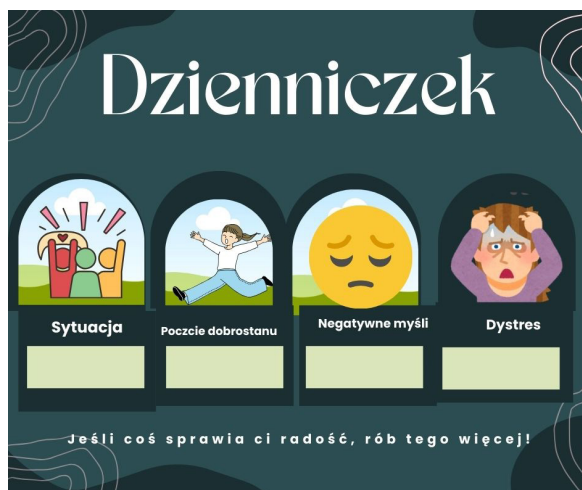 Dzienniczek
Sytuacja
Poczcie dobrostanu
Negatywne myśli
Dystres
Jeśli coś sprawia ci radość, rób tego więcej!